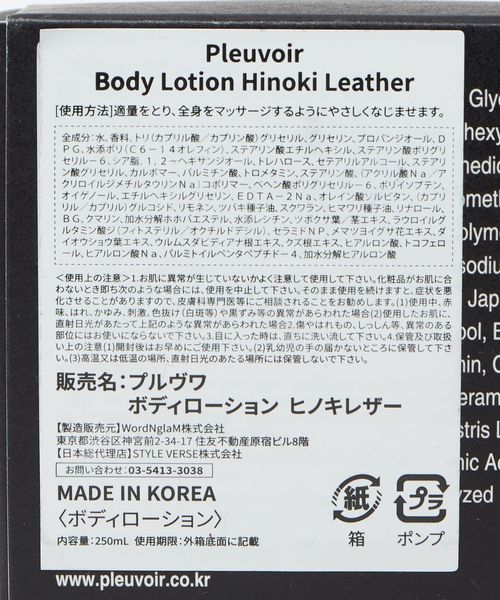 Pleuvoir
Body Lotion Hinoki Leather
[使用方法]適量をとり、全身をマッサージするようにやさしくなじませます。
全成分:水、香料、トリ(カプリル酸/カプリン酸)グリセリル、グリセリン、プロパンジオール、D
PG、水添ポリ(C6-14オレフィン)、ステアリン酸エチルヘキシル、ステアリン酸ポリグリ
セリル-6、シア脂、1,2-ヘキサンジオール、トレハロース、セテアリルアルコール、ステアリ
ン酸グリセリル、カルボマー、パルミチン酸、トロメタミン、ステアリン酸、(アクリル酸Na/ア
クリロイルジメチルタウリンNa)コポリマー、ベヘン酸ポリグリセリル-6、ポリイソブテン、
オイゲノール、エチルヘキシルグリセリン、EDTA-2Na、オレイン酸ソルビタン、(カプリ
リル/カプリル)グルコシド、リモネン、ツバキ種子油、スクワラン、ヒマワリ種子油、リナロール、
BG、クマリン、加水分解ホホバエステル、水添レシチン、ツボクサ葉/茎エキス、ラウロイルグ
ルタミン酸ジ(フィトステリル/オクチルドデシル)、セラミドNP、メマツヨイグサ花エキス、ダ
イオウショウ葉エキス、ウルムスダビディアナ根エキス、クズ根エキス、ヒアルロン酸、トコフェロ
ール、ヒアルロン酸Na、パルミトイルペンタペプチド-4、加水分解ヒアルロン酸
<使用上の注意>1.お肌に異常が生じていないかよく注意して使用して下さい。化粧品がお肌に合
わないとき即ち次のような場合には、使用を中止して下さい。そのまま使用を続けますと、症状を悪
化させることがありますので、皮膚科専門医等にご相談されることをお勧めします。(1)使用中、赤
味、はれ、かゆみ、刺激、色抜け(白斑等)や黒ずみ等の異常があらわれた場合(2)使用したお肌に、
直射日光があたって上記のような異常があらわれた場合2.傷やはれもの、しっしん等、異常のある
部位にはお使いにならないで下さい。3.目に入った時は、直ちに洗い流して下さい。4.保管及び取扱
い上の注意(1)開封後はお早めにご使用下さい。(2)乳幼児の手の届かないところに保管して下さ
い。(3)高温又は低温の場所、直射日光のあたる場所には保管しないで下さい。
販売名:プルヴワ
ボディローション ヒノキレザー
【製造販売元】WordNglaM株式会社
東京都渋谷区神宮前2-34-17 住友不動産原宿ビル8階
【日本総代理店】STYLE VERSE株式会社
お問い合わせ:03-5413-3038
MADE IN KOREA
〈ボディローション〉
内容量:250mL 使用期限:外箱底面に記載
紙
箱
プラ
ポンプ
www.pleuvoir.co.kr